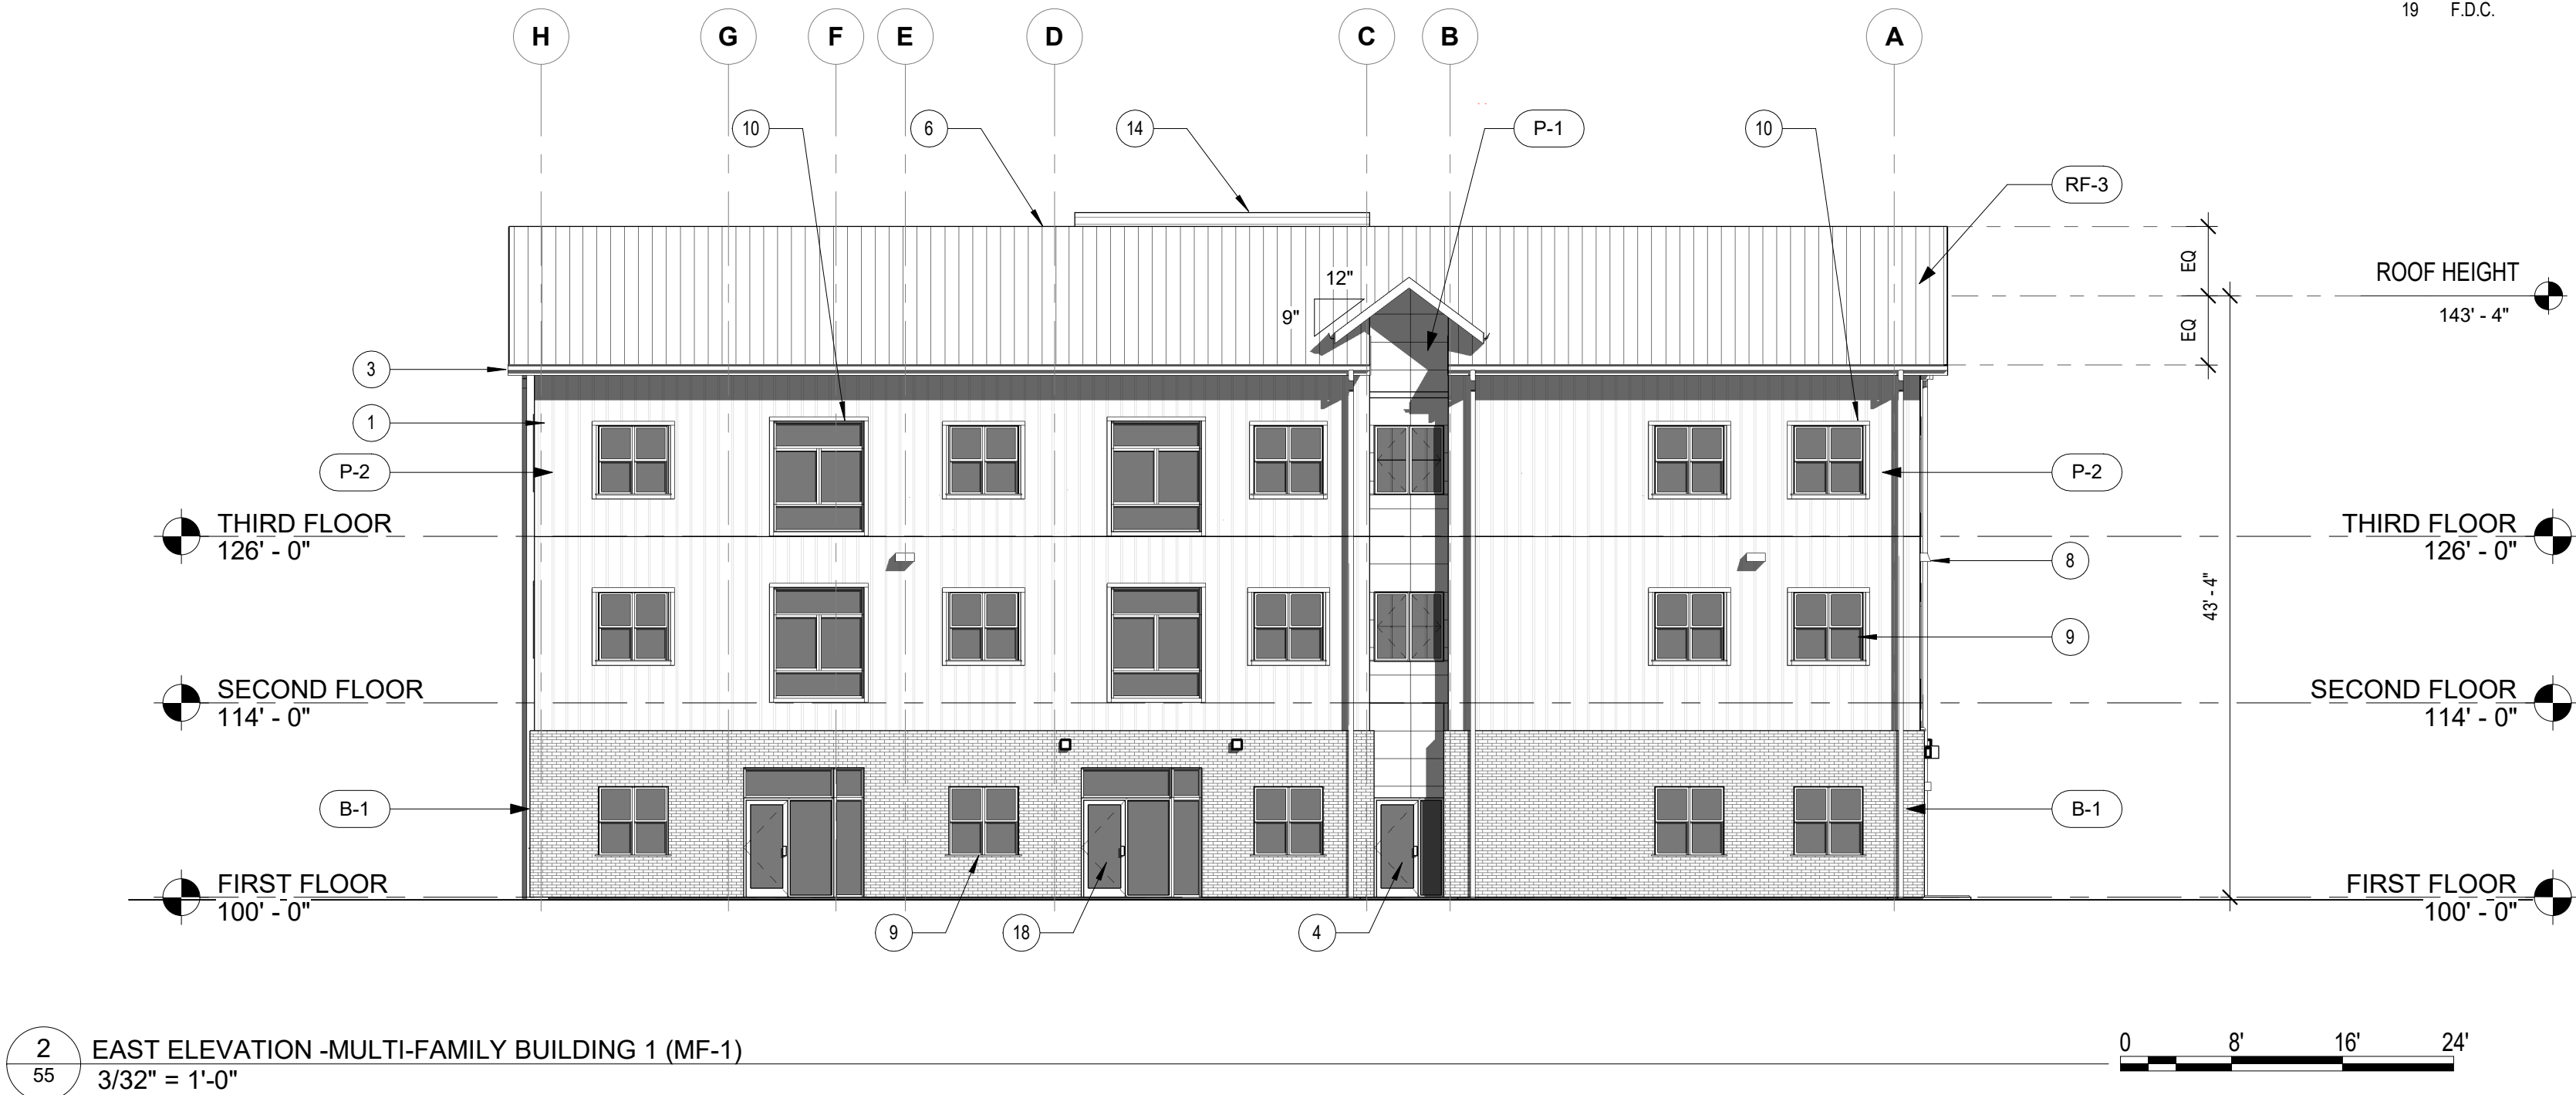 19 F.D.C.
H G F E D C B A
10 6 14 P-1 10
RF-3
EQ
ROOF HEIGHT
143' - 4"
12"
9"
EQ
3
1
P-2 P-2
THIRD FLOOR
126' - 0"
THIRD FLOOR
126' - 0"
8
43' - 4"
9
SECOND FLOOR
114' - 0"
SECOND FLOOR
114' - 0"
B-1 B-1
FIRST FLOOR
100' - 0"
FIRST FLOOR
100' - 0"
9 18 4
2
55
EAST ELEVATION -MULTI-FAMILY BUILDING 1 (MF-1)
3/32" = 1'-0"
0 8' 16' 24'